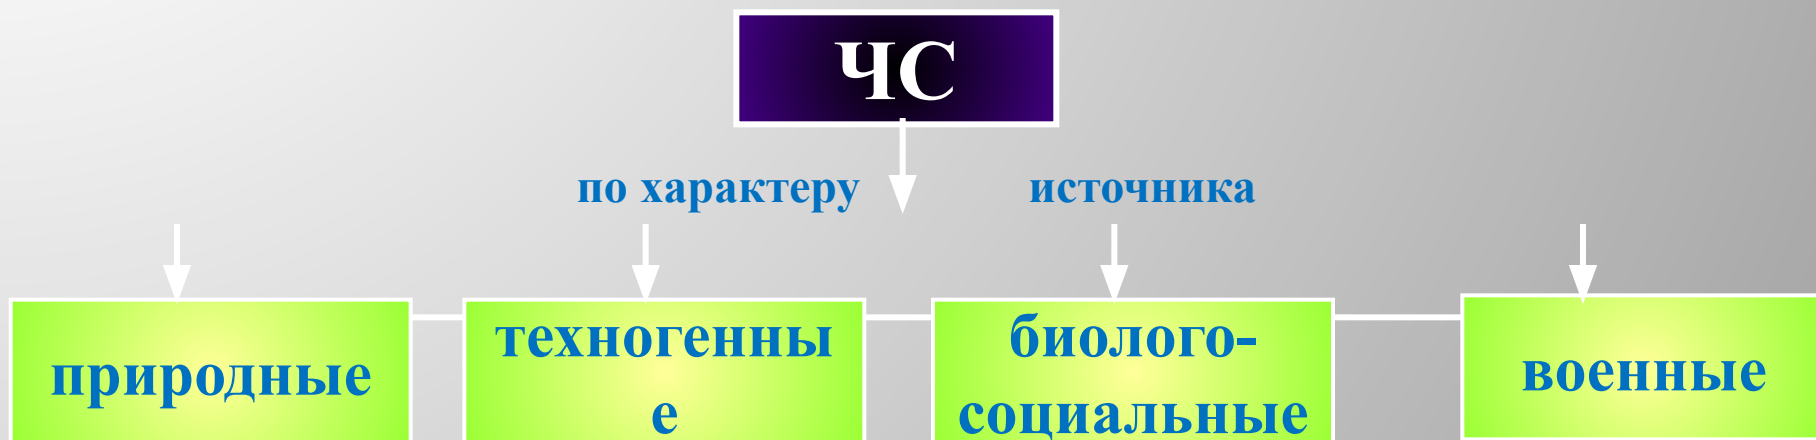 ЧС
по характеру источника
природные
техногенны
е
биолого-
социальные
военные